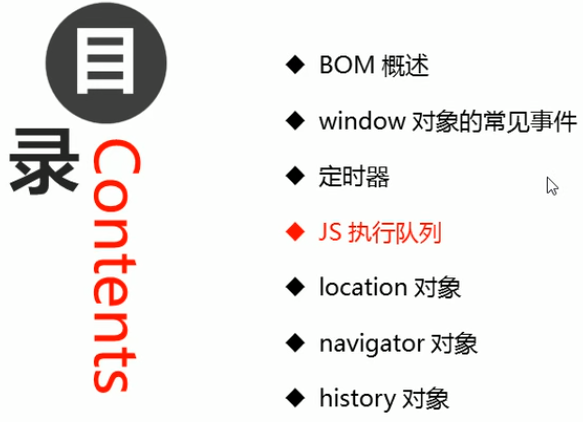 目
录
Contents
BOM 概述
window 对象的常见事件
定时器
JS 执行队列
location 对象
navigator 对象
history 对象